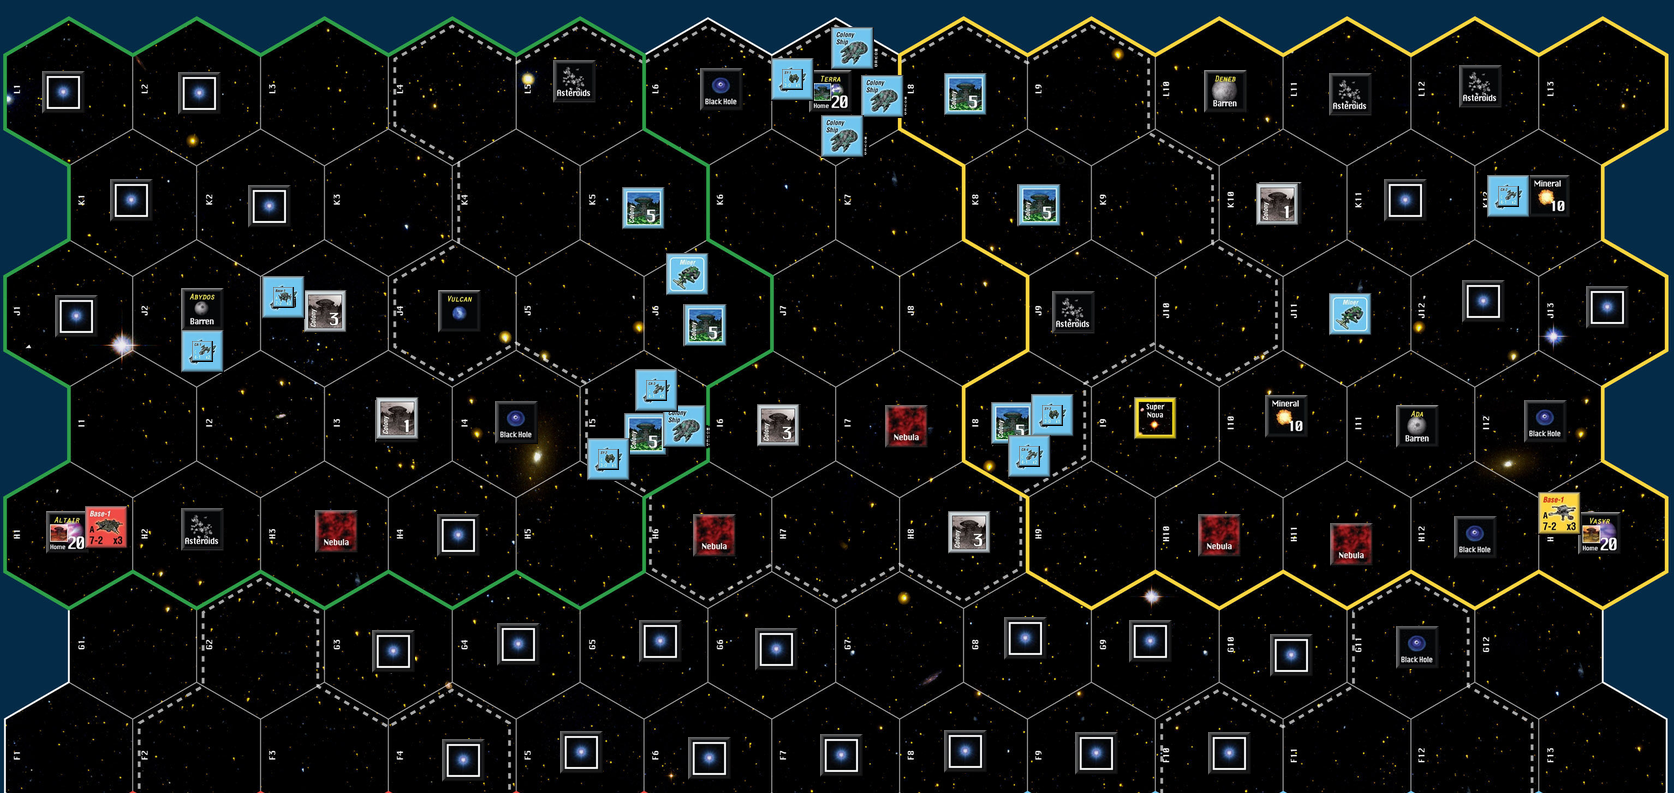 L1
L2
L3
L4
L5
Asteroids
L6
Black Hole
TERRA
Home 20
Colony
Ship
Colony
Ship
Colony
Ship
L8
5
L9
L10
DENEB
Barren
L11
Asteroids
L12
Asteroids
L13
K1
K2
K3
K4
K5
Colony 5
K6
K7
K8
Colony 5
K9
K10
Colony 1
K11
Mineral
10
J1
J2
ABYDOS
Barren
Colony 3
J4
VULCAN
J5
Miner
J6
Colony 5
J7
J8
J9
Asteroids
J10
J11
Miner
J12
J13
I1
I2
I3
Colony 1
I4
Black Hole
I5
Colony
Ship
5
I6
Colony 3
I7
Nebula
I8
5
I9
Super
Nova
I10
Mineral
10
I11
ADA
Barren
I12
Black Hole
H1
ALTAIR
Home 20
Base-1
A
7-2 x3
H2
Asteroids
H3
Nebula
H4
H5
H6
Nebula
H7
H8
Colony 3
H9
H10
Nebula
H11
Nebula
H12
Black Hole
Base-1
A
7-2 x3
VASYR
Home 20
G1
G2
G3
G4
G5
G6
G7
G8
G9
G10
G11
Black Hole
G12
F1
F2
F3
F4
F5
F6
F7
F8
F9
F10
F11
F12
F13